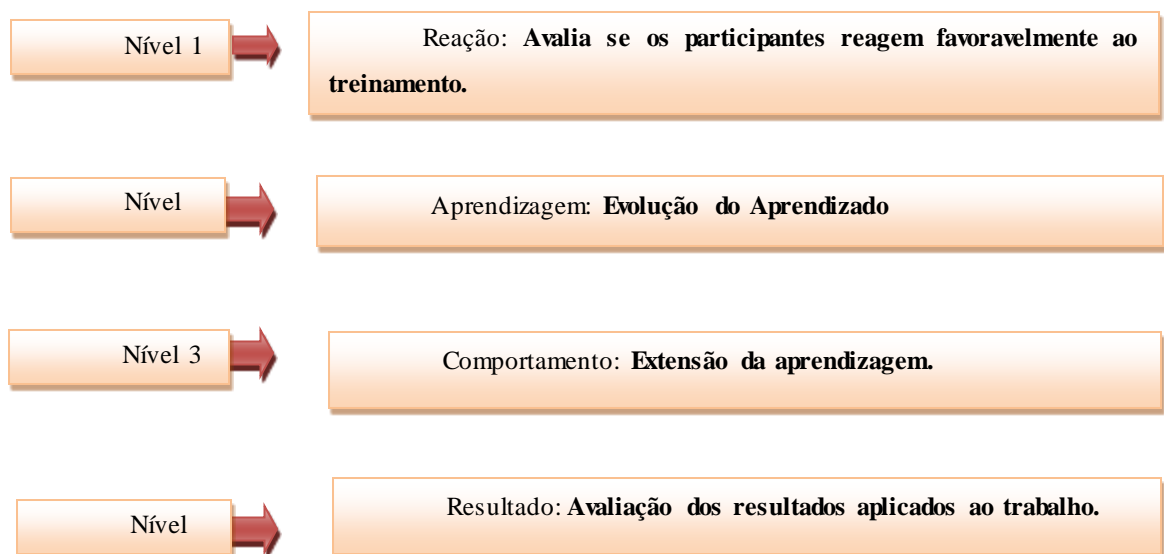 Nível 1
Reação: Avalia se os participantes reagem favoravelmente ao
treinamento.
Nível
Aprendizagem: Evolução do Aprendizado
Nível 3
Comportamento: Extensão da aprendizagem.
Nível
Resultado: Avaliação dos resultados aplicados ao trabalho.